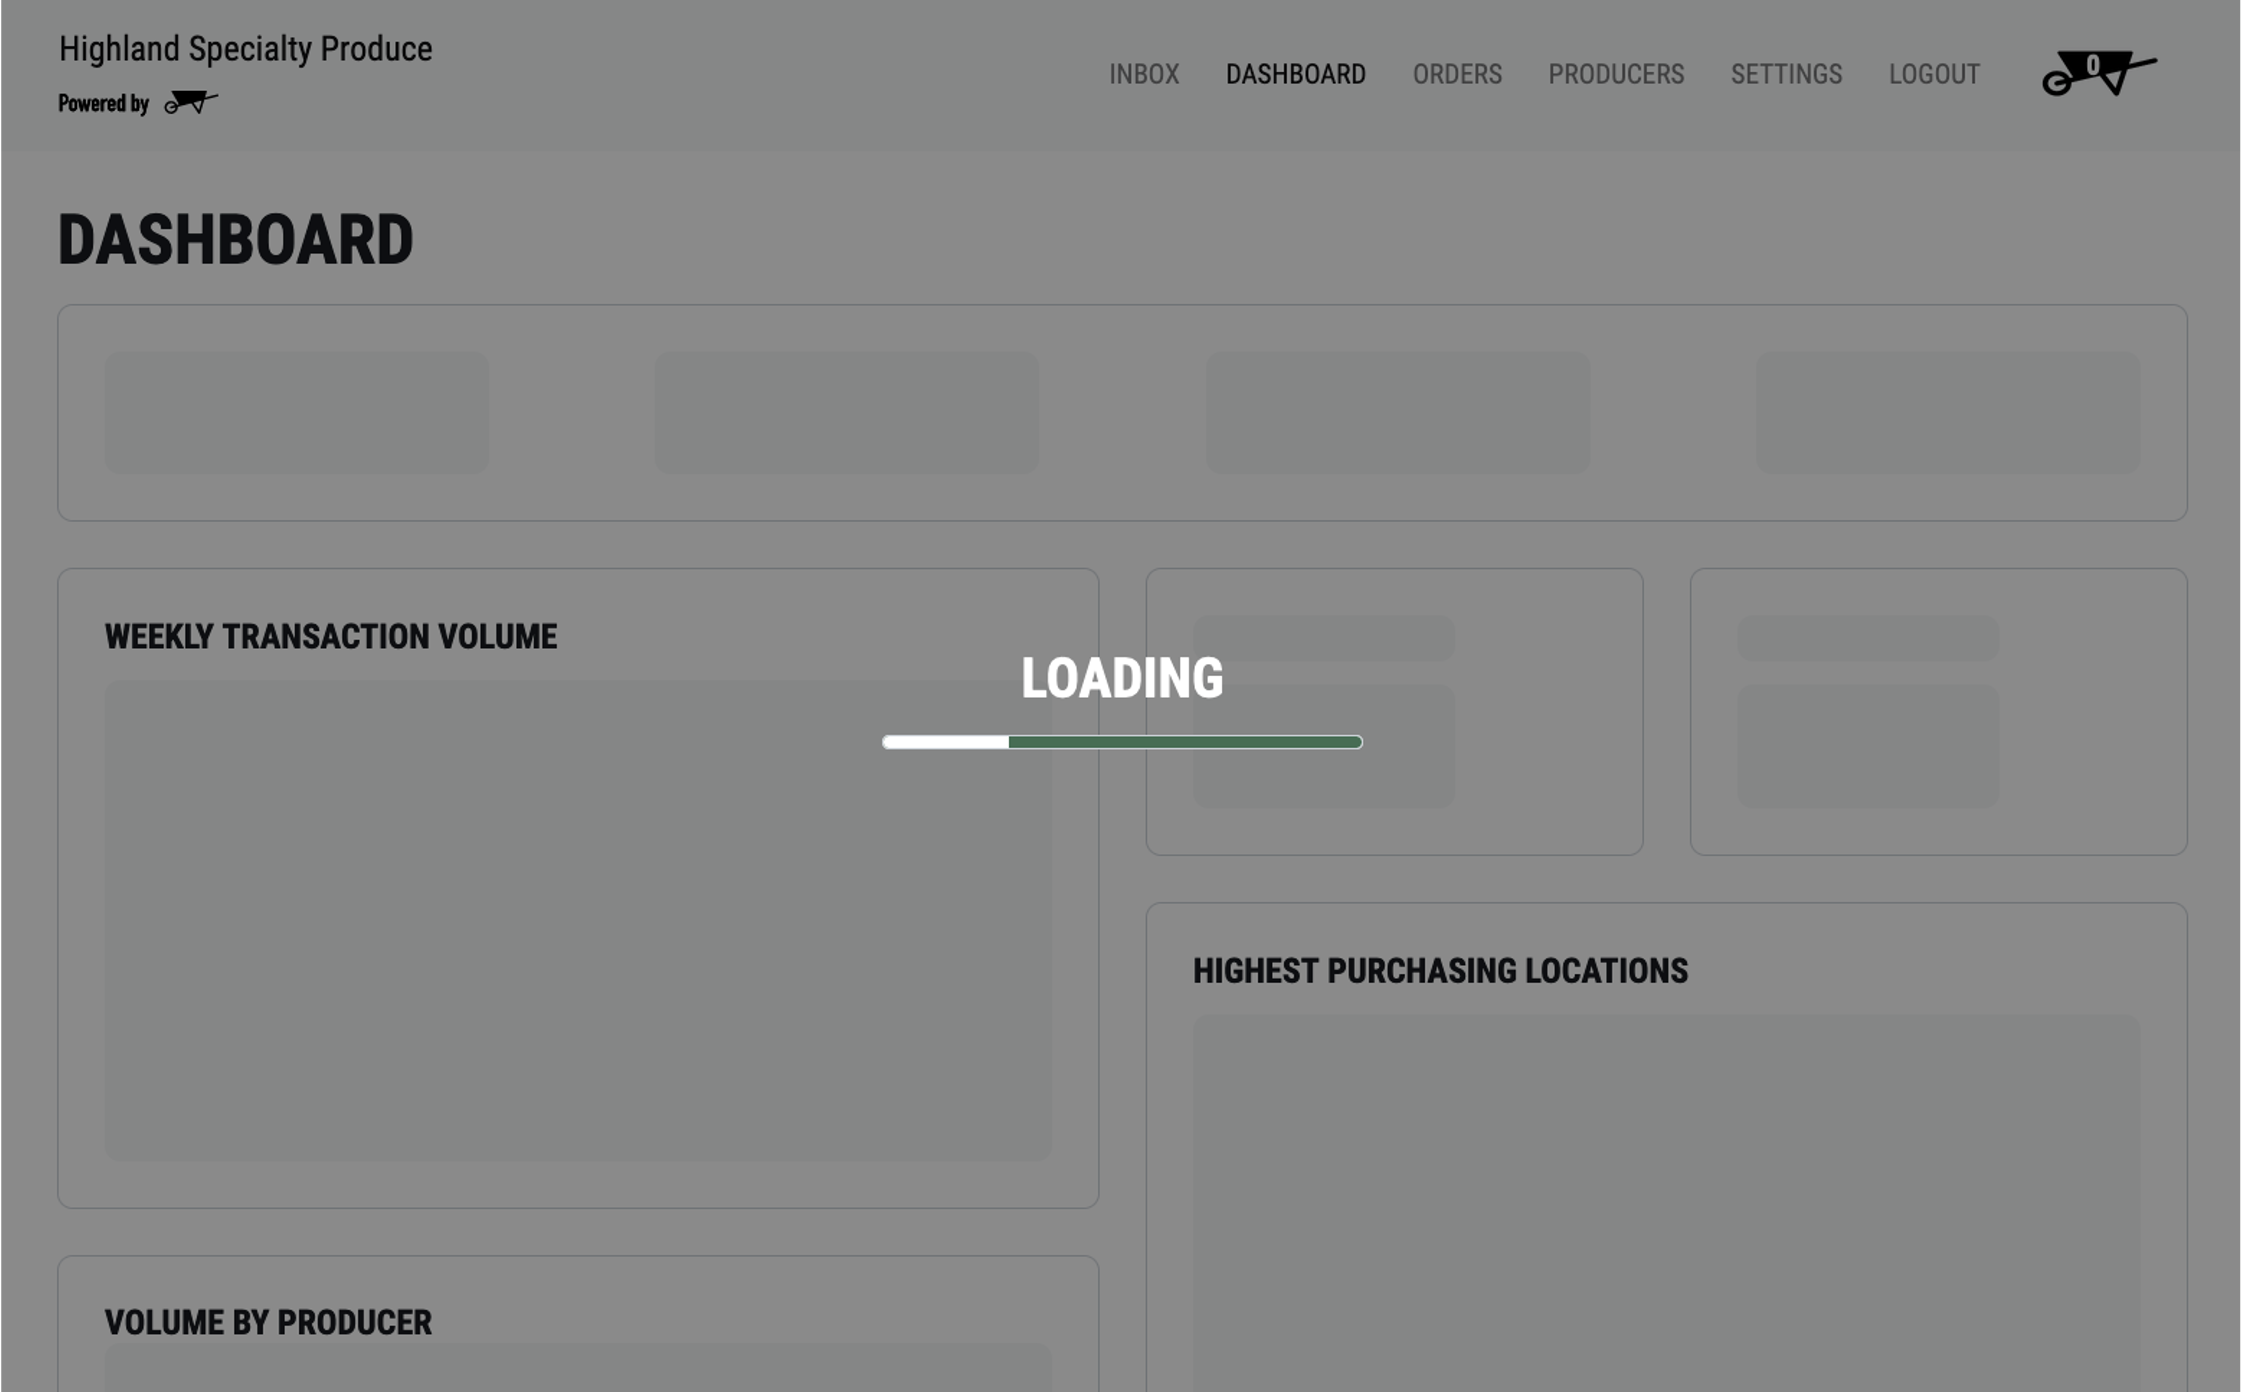 Highland Specialty Produce
Powered by
INBOX DASHBOARD ORDERS PRODUCERS SETTINGS LOGOUT 0
DASHBOARD
WEEKLY TRANSACTION VOLUME
LOADING
HIGHEST PURCHASING LOCATIONS
VOLUME BY PRODUCER